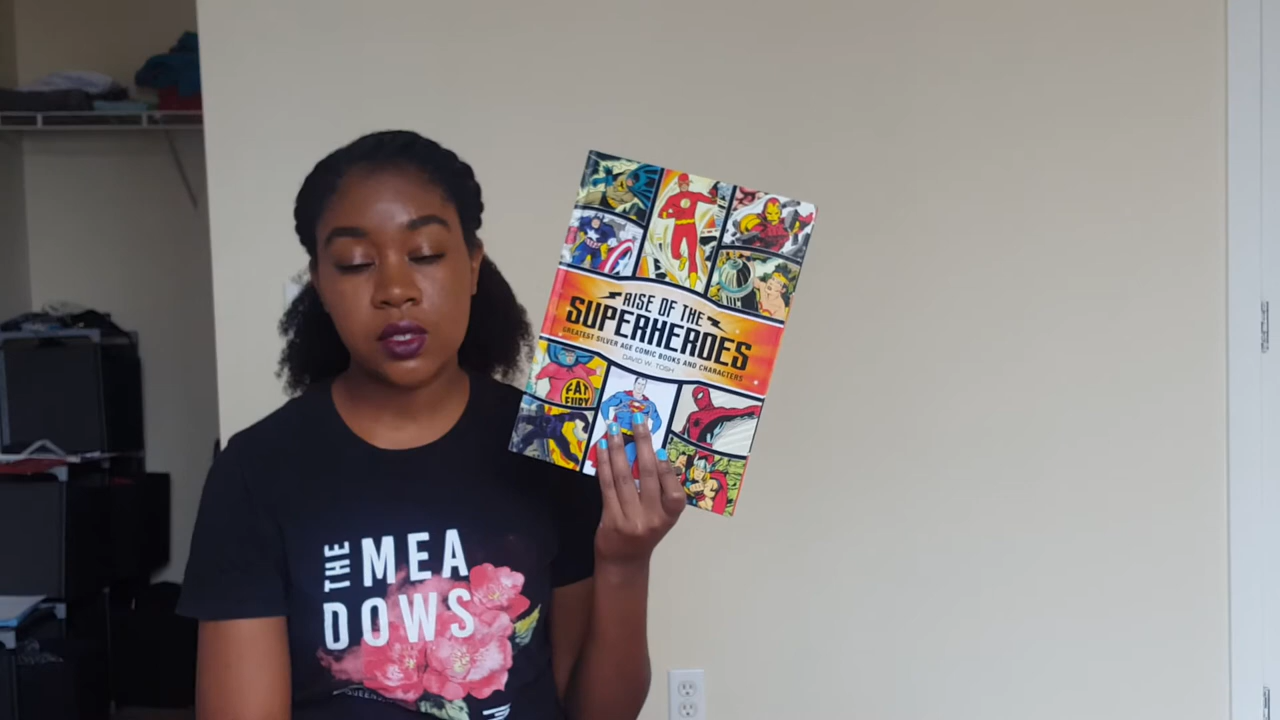 RISE OF THE
SUPERHEROES
GREATEST SILVER AGE COMIC BOOKS AND CHARACTERS
DAVID W. TOSH
FAT
FURY
THE
MEA
DOWS